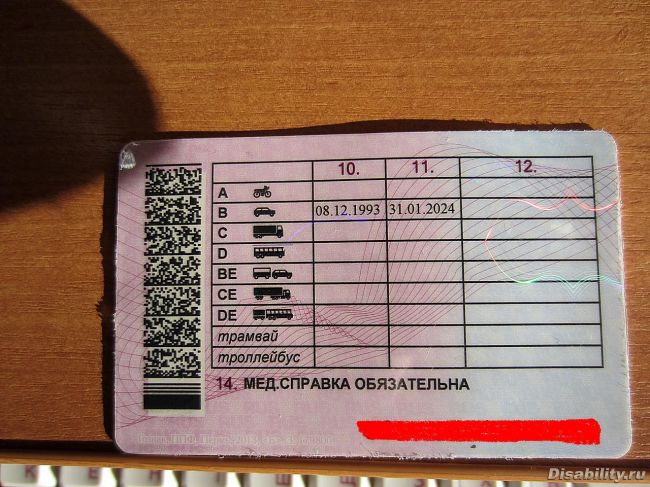 10. 11. 12.
A
B 08.12.1993 31.01.2024
C
D
BE
CE
DE
трамвай
троллейбус
14. МЕД.СПРАВКА ОБЯЗАТЕЛЬНА
Disability.ru